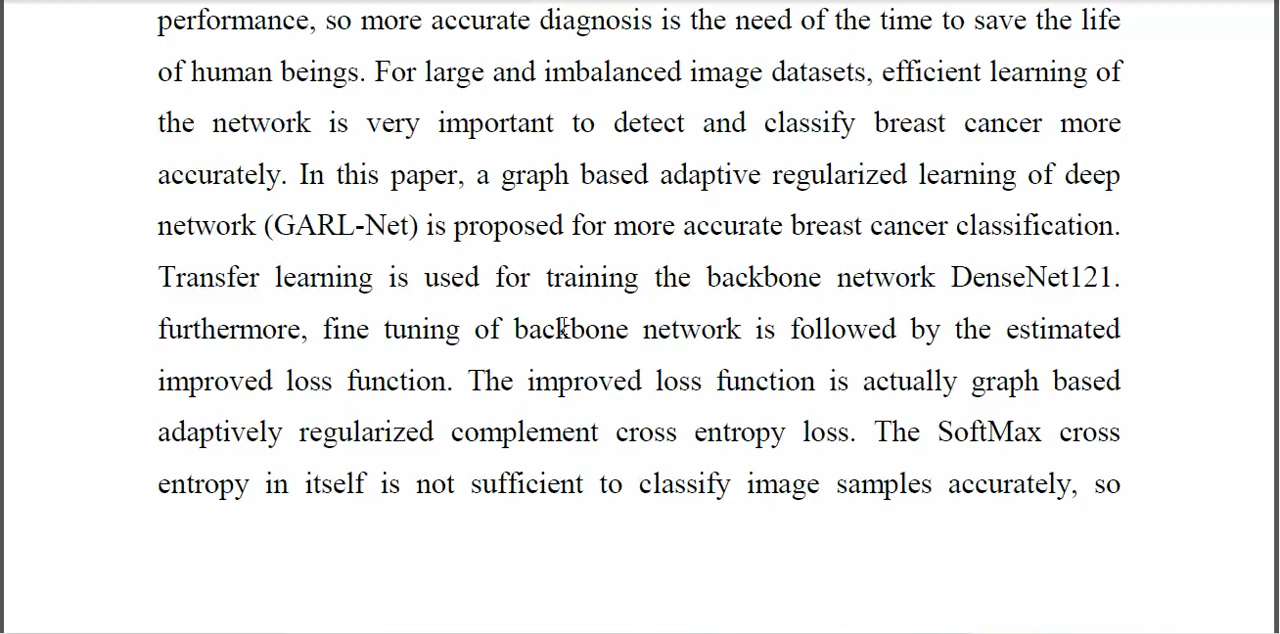 performance, so more accurate diagnosis is the need of the time to save the life
of human beings. For large and imbalanced image datasets, efficient learning of
the network is very important to detect and classify breast cancer more
accurately. In this paper, a graph based adaptive regularized learning of deep
network (GARL-Net) is proposed for more accurate breast cancer classification.
Transfer learning is used for training the backbone network DenseNet121.
furthermore, fine tuning of backbone network is followed by the estimated
improved loss function. The improved loss function is actually graph based
adaptively regularized complement cross entropy loss. The SoftMax cross
entropy in itself is not sufficient to classify image samples accurately, so